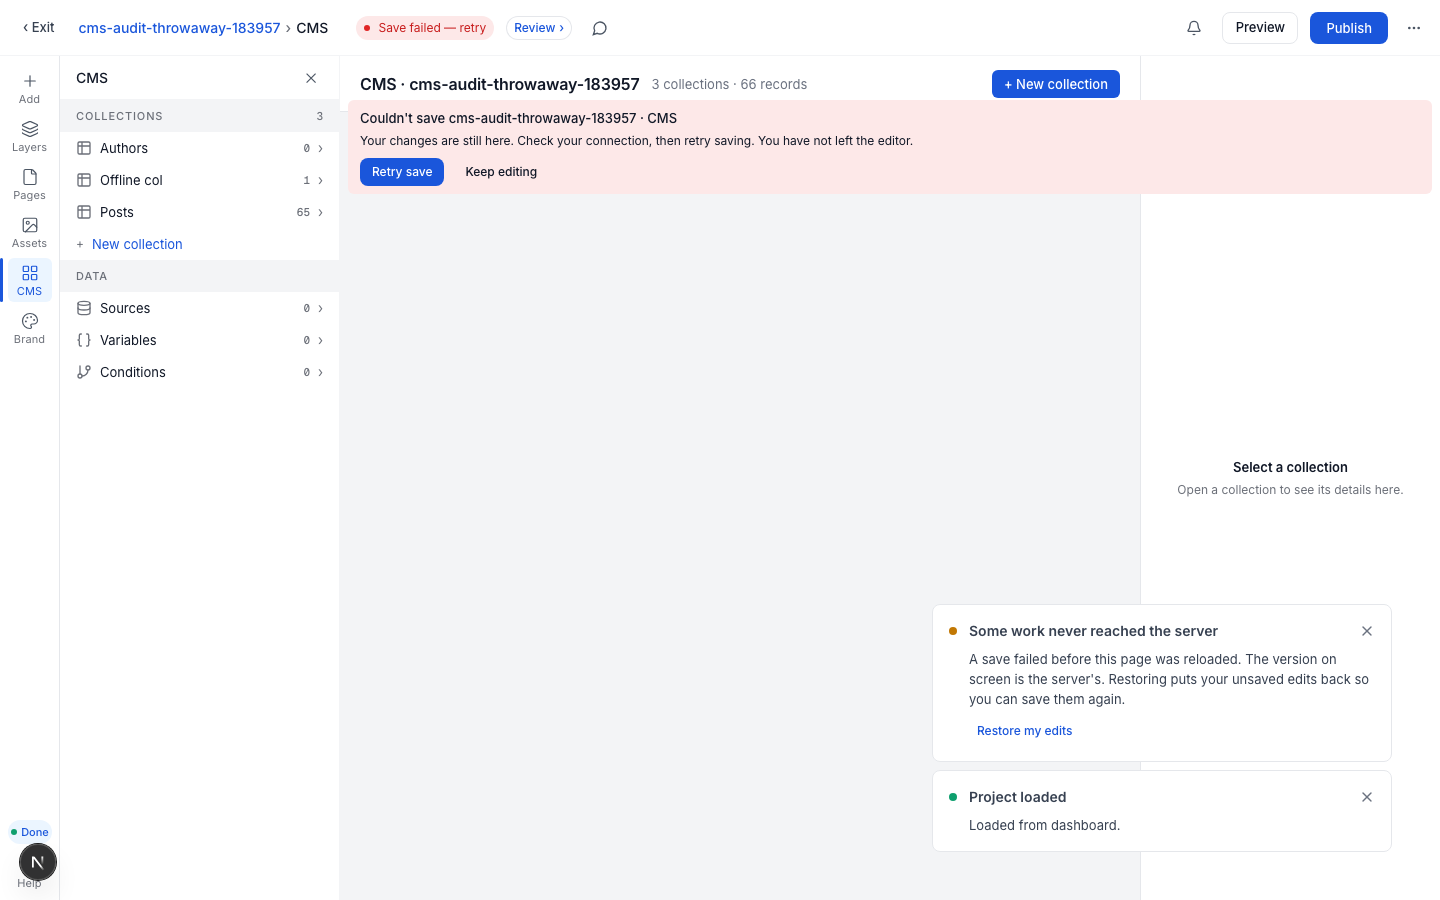 ‹ Exit
cms-audit-throwaway-183957 › CMS
Save failed — retry
Review ›
Preview
Publish
Add
Layers
Pages
Assets
CMS
Brand
Done
N
Help
CMS
COLLECTIONS 3
Authors 0 ›
Offline col 1 ›
Posts 65 ›
+ New collection
DATA
Sources 0 ›
Variables 0 ›
Conditions 0 ›
CMS · cms-audit-throwaway-183957 3 collections · 66 records
+ New collection
Couldn't save cms-audit-throwaway-183957 · CMS
Your changes are still here. Check your connection, then retry saving. You have not left the editor.
Retry save Keep editing
Select a collection
Open a collection to see its details here.
Some work never reached the server
A save failed before this page was reloaded. The version on
screen is the server's. Restoring puts your unsaved edits back so
you can save them again.
Restore my edits
Project loaded
Loaded from dashboard.